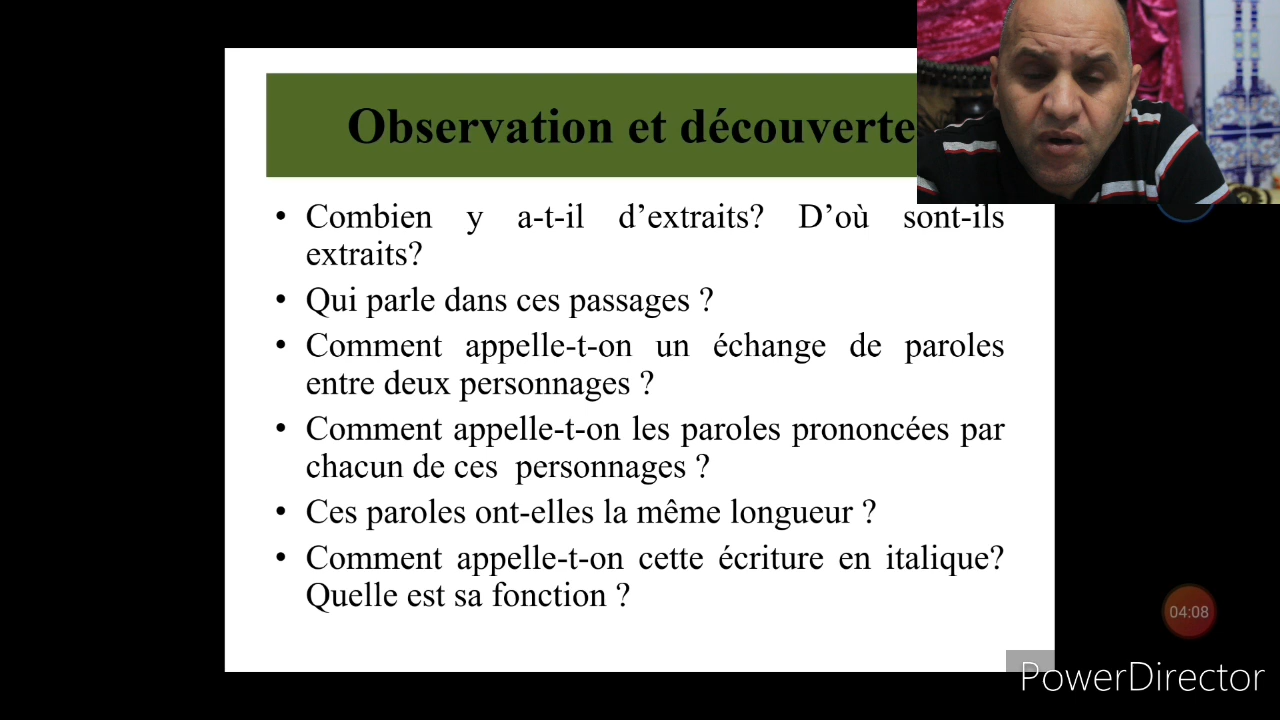 Observation et découverte
• Combien y a-t-il d’extraits? D’où sont-ils
extraits?
• Qui parle dans ces passages ?
• Comment appelle-t-on un échange de paroles
entre deux personnages ?
• Comment appelle-t-on les paroles prononcées par
chacun de ces personnages ?
• Ces paroles ont-elles la même longueur ?
• Comment appelle-t-on cette écriture en italique?
Quelle est sa fonction ?
04:08
PowerDirector